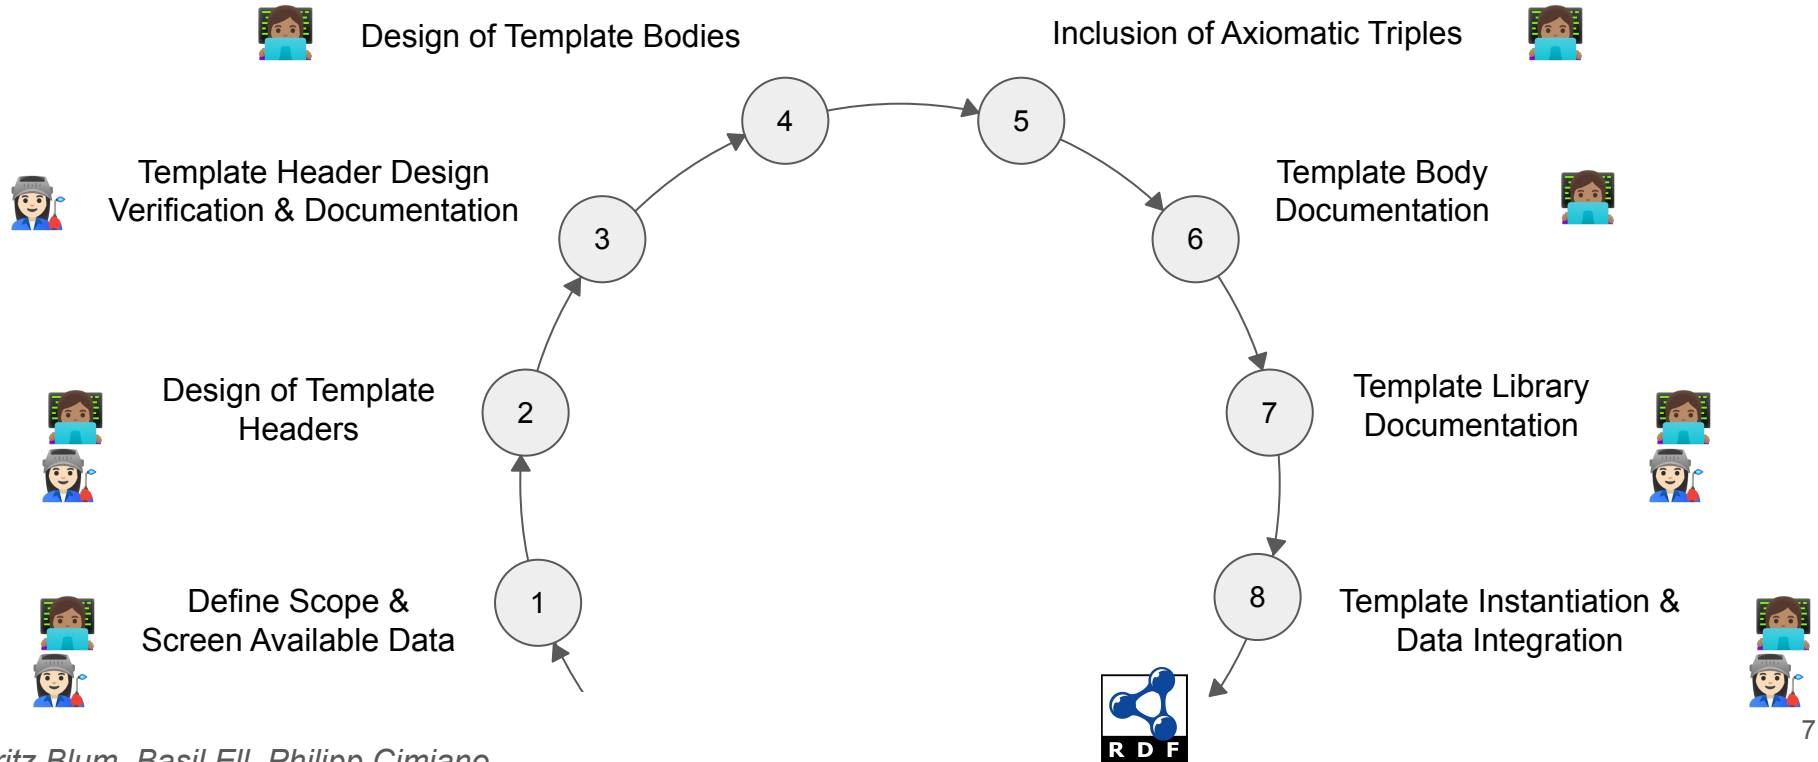 Design of Template Bodies
Inclusion of Axiomatic Triples
4
5
Template Header Design
Verification & Documentation
3
6
Template Body
Documentation
Design of Template
Headers
2
7
Template Library
Documentation
Define Scope &
Screen Available Data
1
8
Template Instantiation &
Data Integration
RDF
7
Blum, Basil Ell, Philipp Cimiano